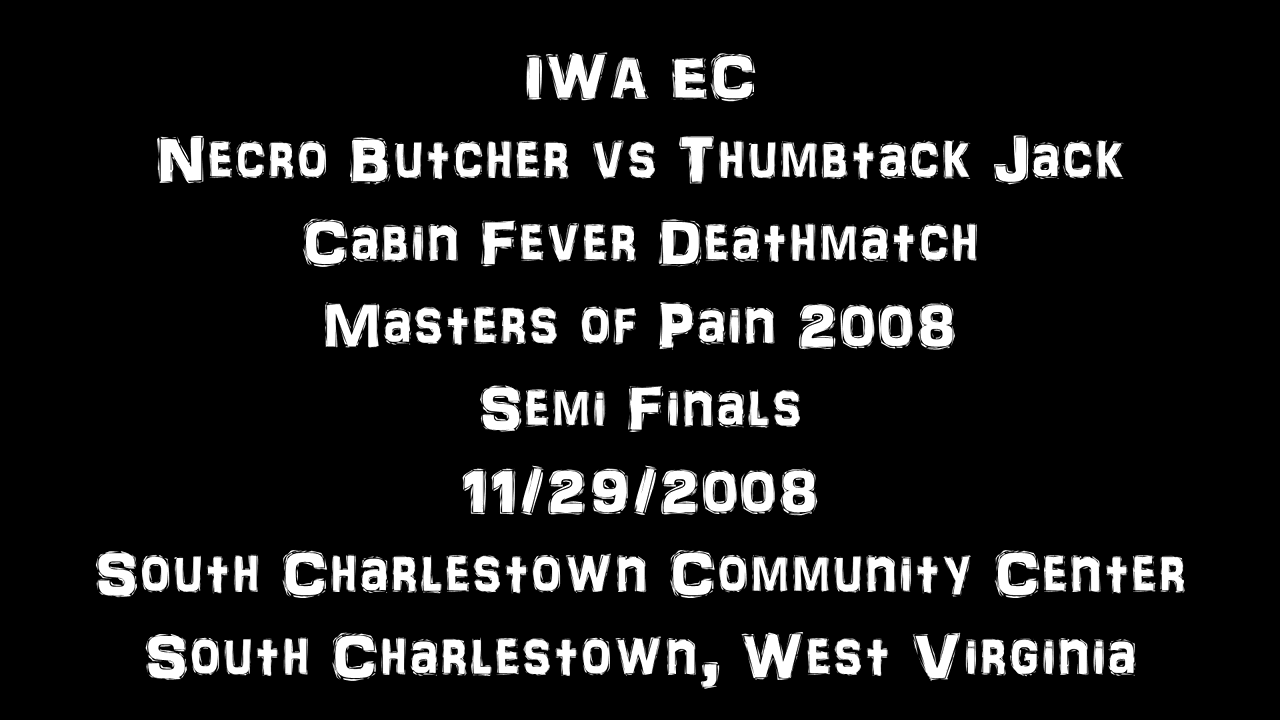 IWA EC
Necro Butcher vs Thumbtack Jack
Cabin Fever Deathmatch
Masters of Pain 2008
Semi Finals
11/29/2008
South Charlestown Community Center
South Charlestown, West Virginia